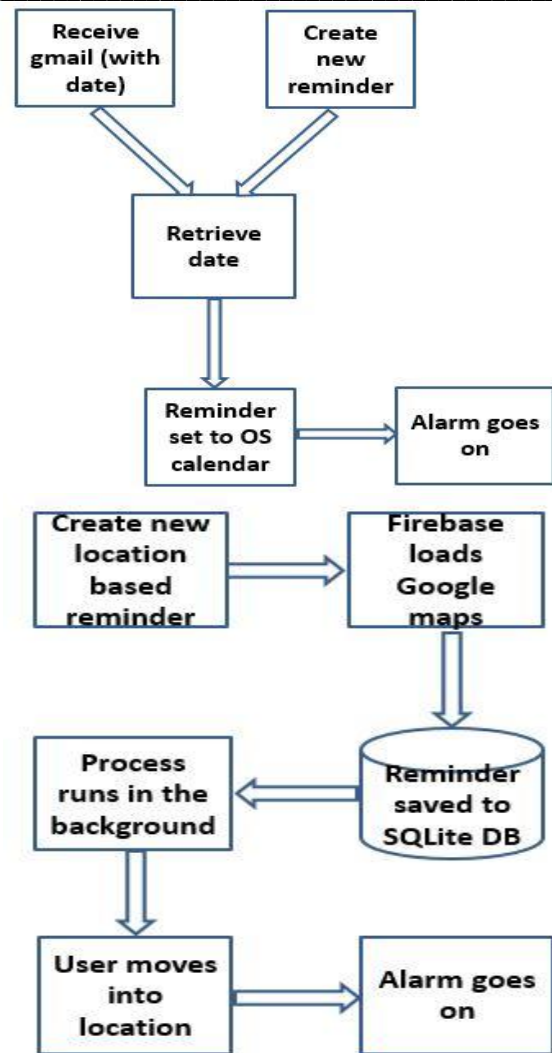 Receive
gmail (with
date)
Create
new
reminder
Retrieve
date
Reminder
set to OS
calendar
Alarm goes
on
Create new
location
based
reminder
Firebase
loads
Google
maps
Process
runs in the
background
Reminder
saved to
SQLite DB
User moves
into
location
Alarm goes
on